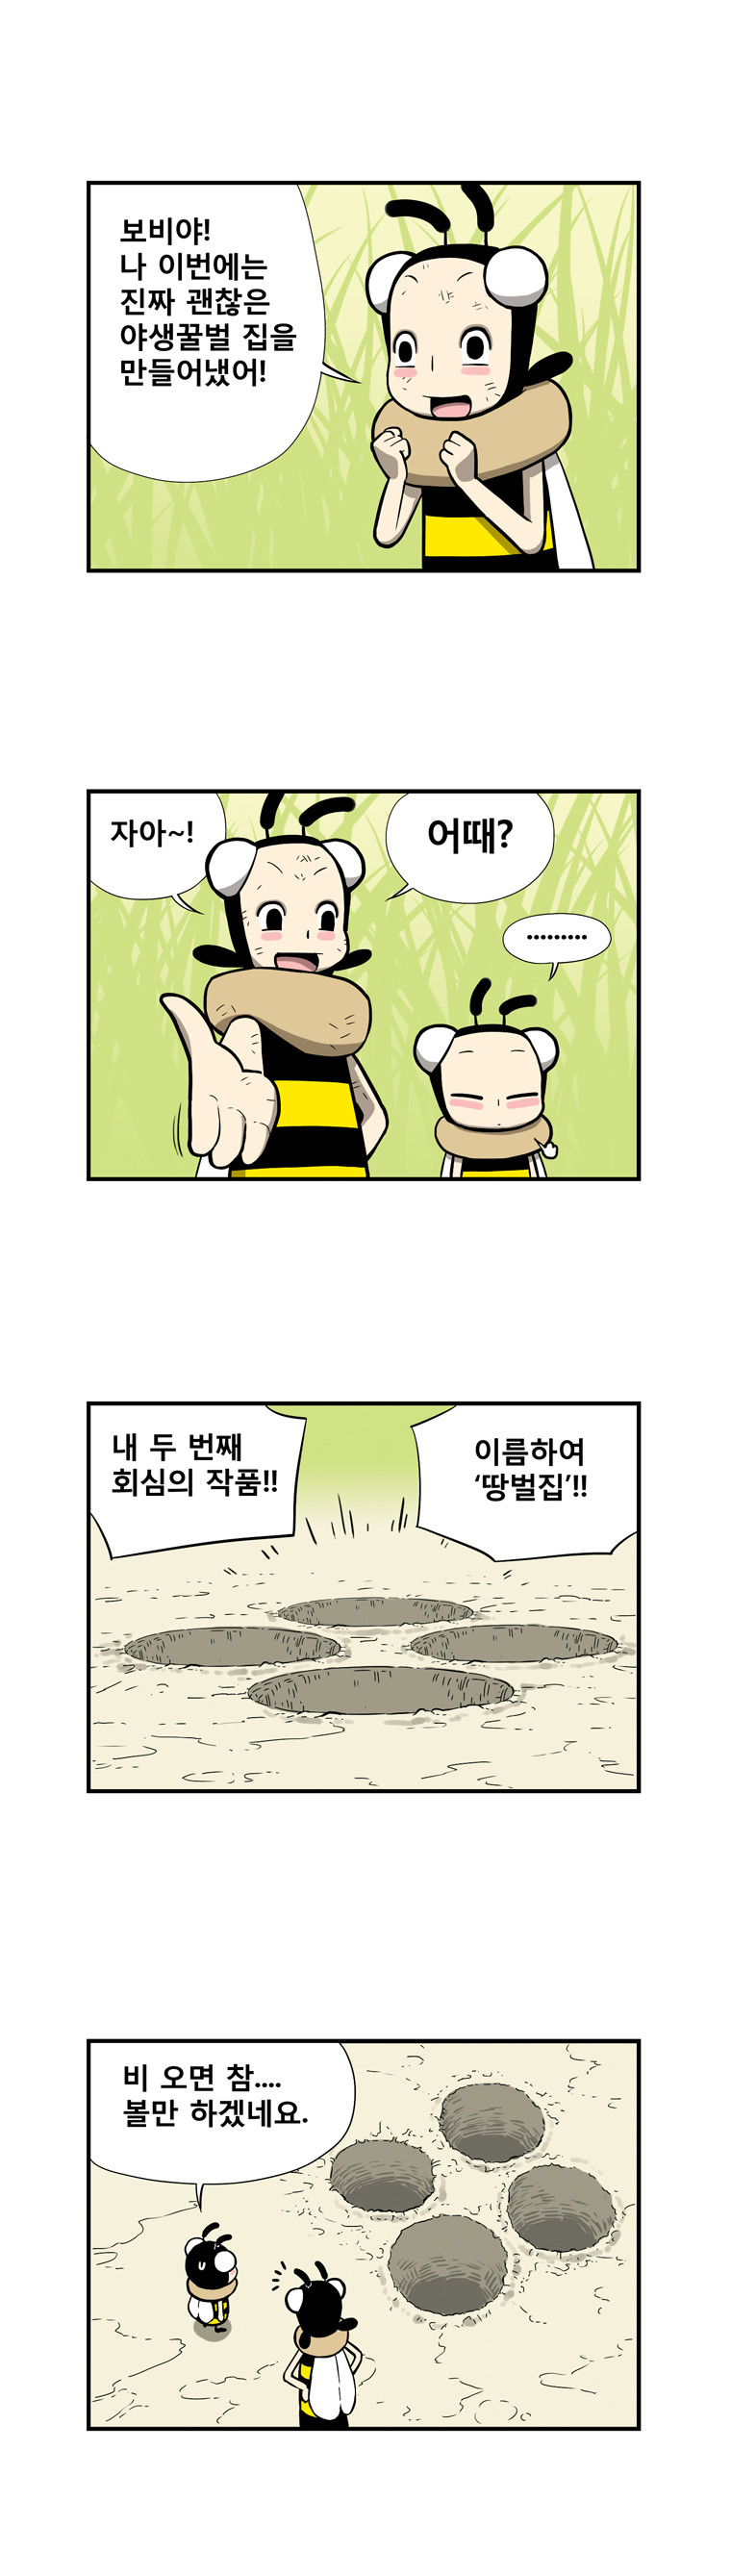 보비야!
나 이번에는
진짜 괜찮은
야생꿀벌 집을
만들어냈어!
자아~!
어때?
·········
내 두 번째
회심의 작품!!
이름하여
‘땅벌집’!!
비 오면 참....
볼만 하겠네요.